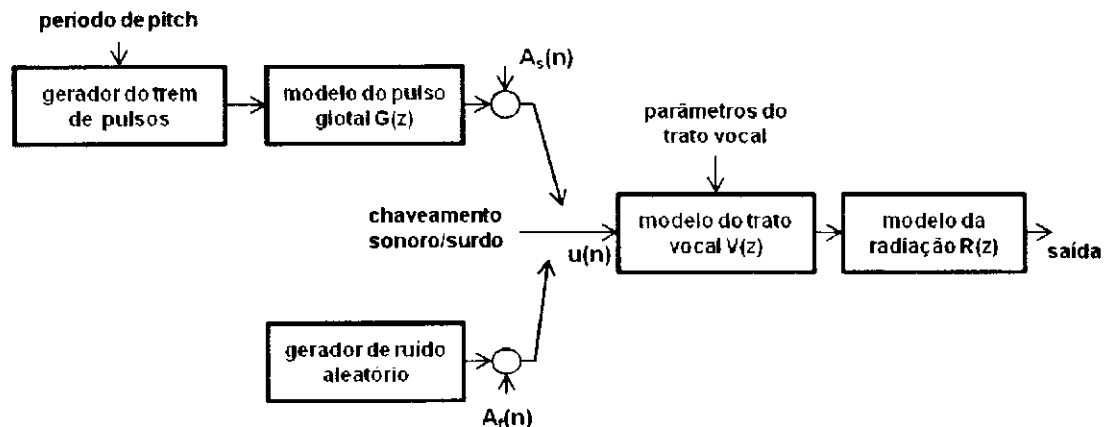 periodo de pitch
gerador do trem
de pulsos
modelo do pulso
glotal G(z)
As(n)
parâmetros do
trato vocal
chaveamento
sonoro/surdo
u(n)
modelo do trato
vocal V(z)
modelo da
radiação R(z)
saída
gerador de ruído
aleatório
Af(n)